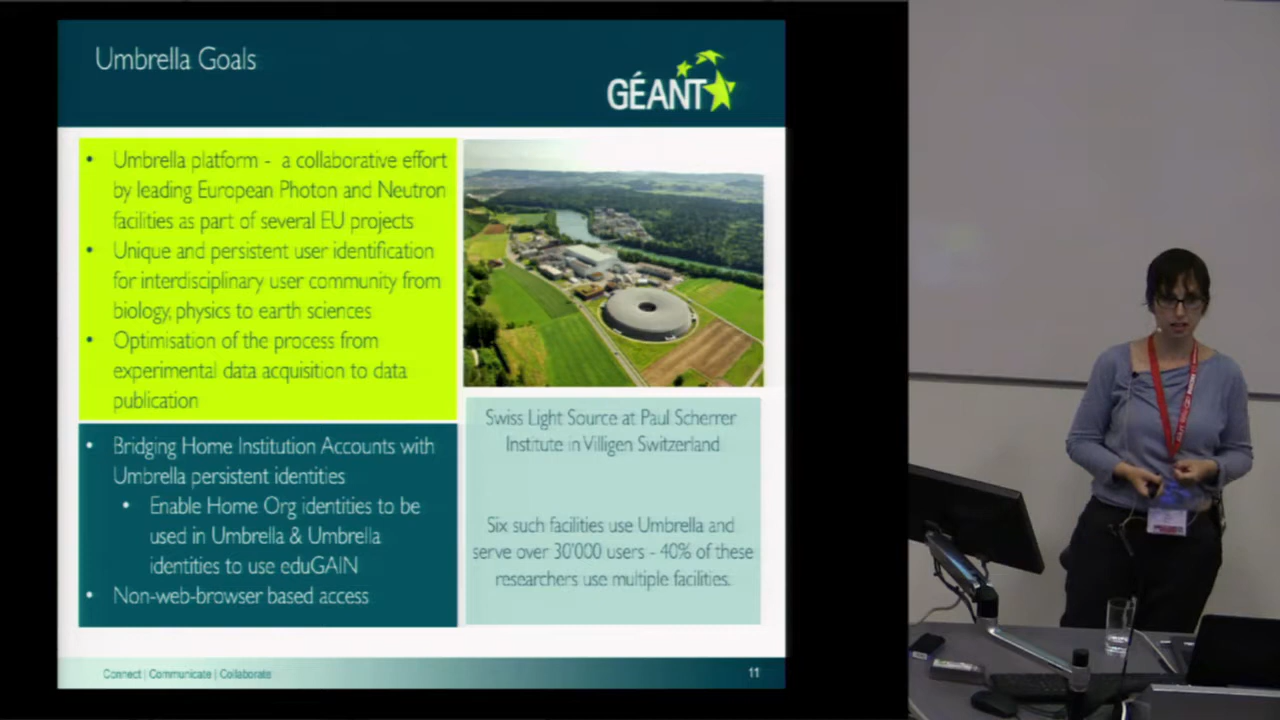 Umbrella Goals
GÉANT
• Umbrella platform - a collaborative effort
by leading European Photon and Neutron
facilities as part of several EU projects
• Unique and persistent user identification
for interdisciplinary user community from
biology, physics to earth sciences
• Optimisation of the process from
experimental data acquisition to data
publication
• Bridging Home Institution Accounts with
Umbrella persistent identities
• Enable Home Org identities to be
used in Umbrella & Umbrella
identities to use eduGAIN
• Non-web-browser based access
Swiss Light Source at Paul Scherrer
Institute in Villigen Switzerland
Six such facilities use Umbrella and
serve over 30'000 users - 40% of these
researchers use multiple facilities.
Connect | Communicate | Collaborate
11